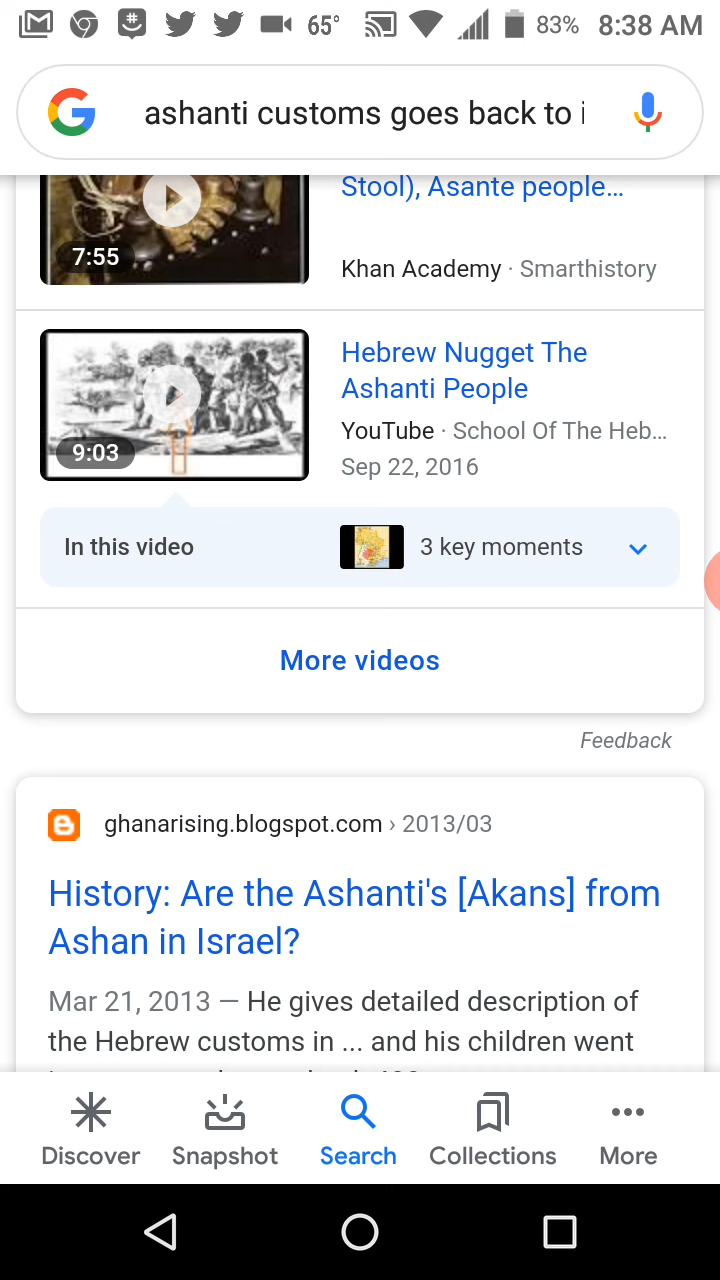 65° 83% 8:38 AM
ashanti customs goes back to i
Stool), Asante people...
7:55
Khan Academy · Smarthistory
Hebrew Nugget The
Ashanti People
YouTube · School Of The Heb...
9:03
Sep 22, 2016
In this video 3 key moments
More videos
Feedback
ghanarising.blogspot.com › 2013/03
History: Are the Ashanti's [Akans] from
Ashan in Israel?
Mar 21, 2013 — He gives detailed description of
the Hebrew customs in ... and his children went
Discover Snapshot Search Collections More